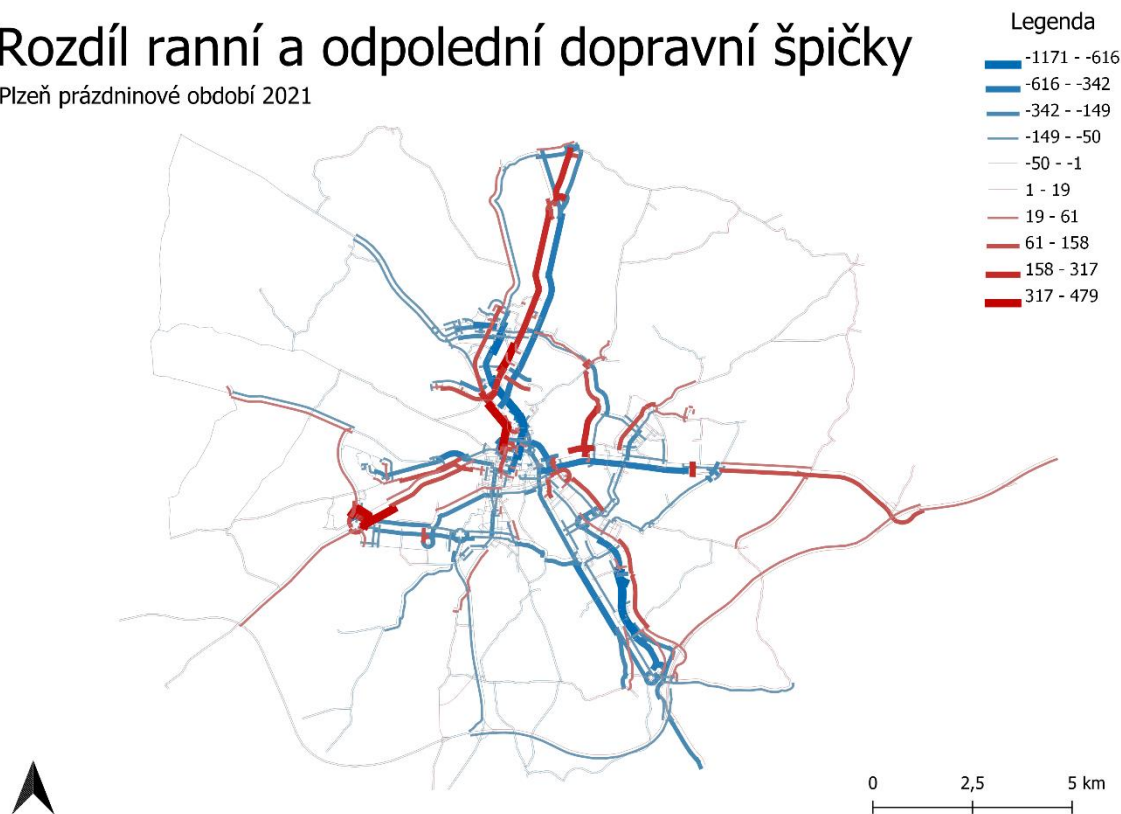 Rozdíl ranní a odpolední dopravní špičky
Plzeň prázdninové období 2021
Legenda
-1171 - -616
-616 - -342
-342 - -149
-149 - -50
-50 - -1
1 - 19
19 - 61
61 - 158
158 - 317
317 - 479
0 2,5 5 km